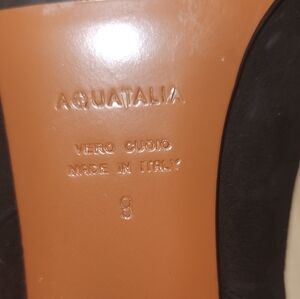 AQUATALIA
VERO CUOIO
MADE IN ITALY
8